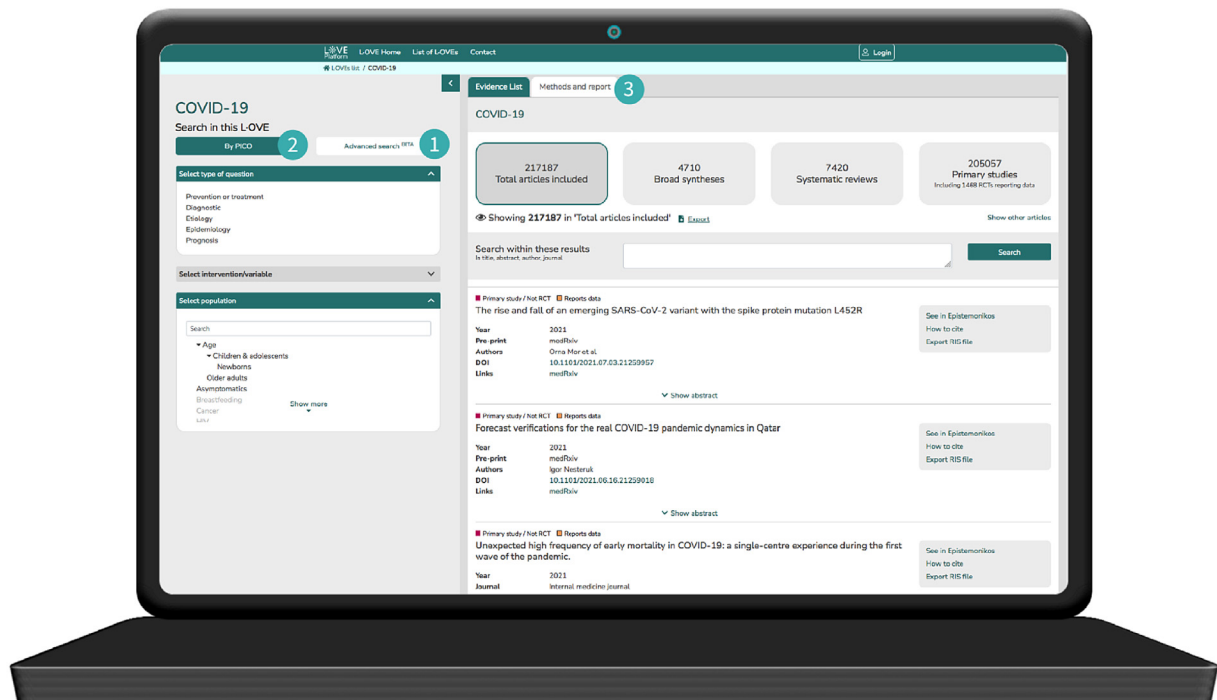 L·OVE
Platform
L·OVE Home List of L·OVEs Contact
Login
LOVEs list / COVID-19
COVID-19
Search in this L·OVE
By PICO 2
Advanced search BETA 1
Select type of question
Prevention or treatment
Diagnostic
Etiology
Epidemiology
Prognosis
Select intervention/variable
Select population
Search
Age
Children & adolescents
Newborns
Older adults
Asymptomatics
Breastfeeding
Cancer
Show more
Evidence List
Methods and report 3
COVID-19
217187
Total articles included
4710
Broad syntheses
7420
Systematic reviews
205057
Primary studies
Including 1488 RCTs reporting data
Showing 217187 in 'Total articles included' Export
Show other articles
Search within these results
In title, abstract, author, journal
Search
Primary study / Not RCT Reports data
The rise and fall of an emerging SARS-CoV-2 variant with the spike protein mutation L452R
Year 2021
Pre-print medRxiv
Authors Orna Mor et al.
DOI 10.1101/2021.07.03.21259957
Links medRxiv
See in Epistemonikos
How to cite
Export RIS file
Show abstract
Primary study / Not RCT Reports data
Forecast verifications for the real COVID-19 pandemic dynamics in Qatar
Year 2021
Pre-print medRxiv
Authors Igor Nesteruk
DOI 10.1101/2021.06.16.21259018
Links medRxiv
See in Epistemonikos
How to cite
Export RIS file
Show abstract
Primary study / Not RCT Reports data
Unexpected high frequency of early mortality in COVID-19: a single-centre experience during the first
wave of the pandemic.
Year 2021
Journal Internal medicine journal
See in Epistemonikos
How to cite
Export RIS file